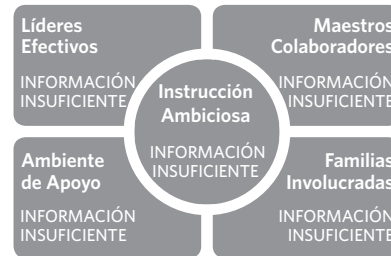 Líderes
Efectivos
INFORMACIÓN
INSUFICIENTE
Maestros
Colaboradores
INFORMACIÓN
INSUFICIENTE
Instrucción
Ambiciosa
INFORMACIÓN
INSUFICIENTE
Ambiente
de Apoyo
INFORMACIÓN
INSUFICIENTE
Familias
Involucradas
INFORMACIÓN
INSUFICIENTE